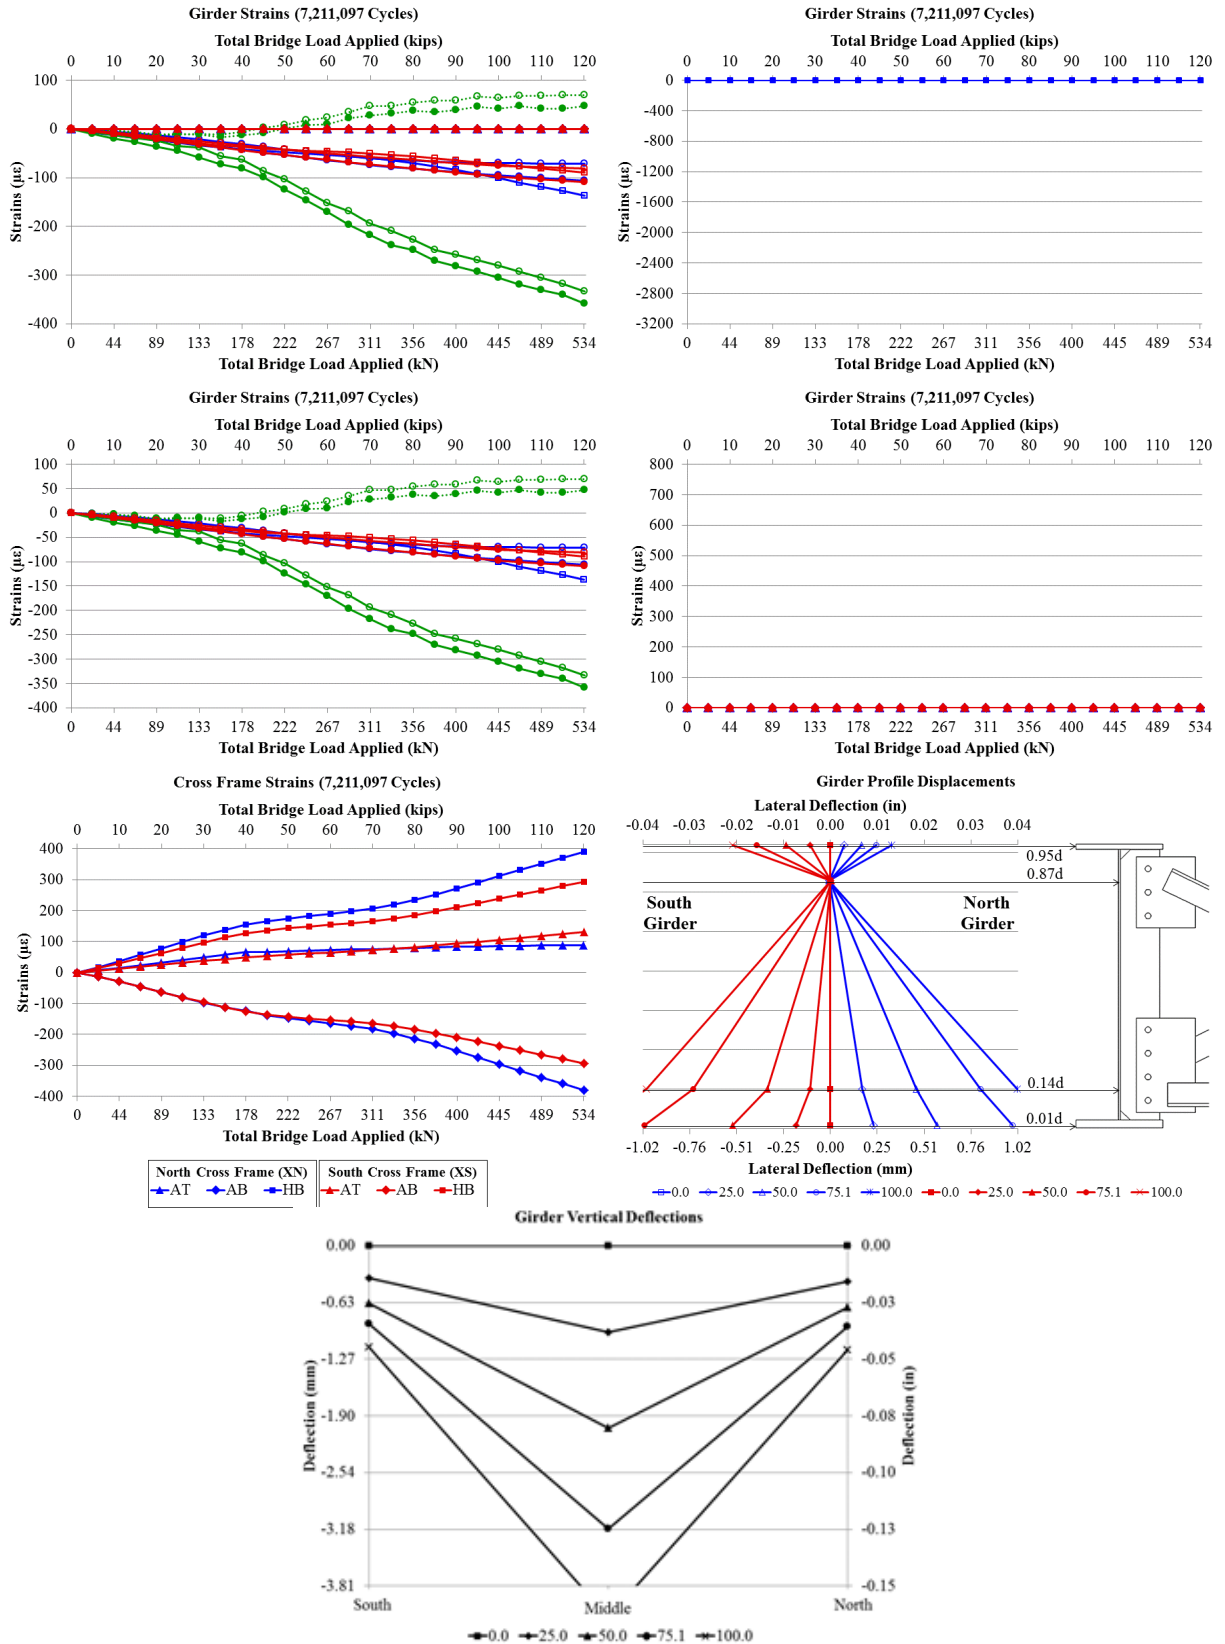 Girder Strains (7,211,097 Cycles)
Total Bridge Load Applied (kips)
0 10 20 30 40 50 60 70 80 90 100 110 120
100
0
-100
-200
-300
-400
Strains (με)
0 44 89 133 178 222 267 311 356 400 445 489 534
Total Bridge Load Applied (kN)
Girder Strains (7,211,097 Cycles)
Total Bridge Load Applied (kips)
0 10 20 30 40 50 60 70 80 90 100 110 120
0
-400
-800
-1200
-1600
-2000
-2400
-2800
-3200
Strains (με)
0 44 89 133 178 222 267 311 356 400 445 489 534
Total Bridge Load Applied (kN)
Girder Strains (7,211,097 Cycles)
Total Bridge Load Applied (kips)
0 10 20 30 40 50 60 70 80 90 100 110 120
100
50
0
-50
-100
-150
-200
-250
-300
-350
-400
Strains (με)
0 44 89 133 178 222 267 311 356 400 445 489 534
Total Bridge Load Applied (kN)
Girder Strains (7,211,097 Cycles)
Total Bridge Load Applied (kips)
0 10 20 30 40 50 60 70 80 90 100 110 120
800
700
600
500
400
300
200
100
0
Strains (με)
0 44 89 133 178 222 267 311 356 400 445 489 534
Total Bridge Load Applied (kN)
Cross Frame Strains (7,211,097 Cycles)
Total Bridge Load Applied (kips)
0 10 20 30 40 50 60 70 80 90 100 110 120
400
300
200
100
0
-100
-200
-300
-400
Strains (με)
0 44 89 133 178 222 267 311 356 400 445 489 534
Total Bridge Load Applied (kN)
North Cross Frame (XN) South Cross Frame (XS)
AT AB HB AT AB HB
Girder Profile Displacements
Lateral Deflection (in)
-0.04 -0.03 -0.02 -0.01 0.00 0.01 0.02 0.03 0.04
0.95d
0.87d
South
Girder
North
Girder
0.14d
0.01d
-1.02 -0.76 -0.51 -0.25 0.00 0.25 0.51 0.76 1.02
Lateral Deflection (mm)
0.0 25.0 50.0 75.1 100.0 0.0 25.0 50.0 75.1 100.0
Girder Vertical Deflections
0.00
-0.63
-1.27
-1.90
-2.54
-3.18
-3.81
Deflection (mm)
0.00
-0.03
-0.05
-0.08
-0.10
-0.13
-0.15
Deflection (in)
South Middle North
0.0 25.0 50.0 75.1 100.0